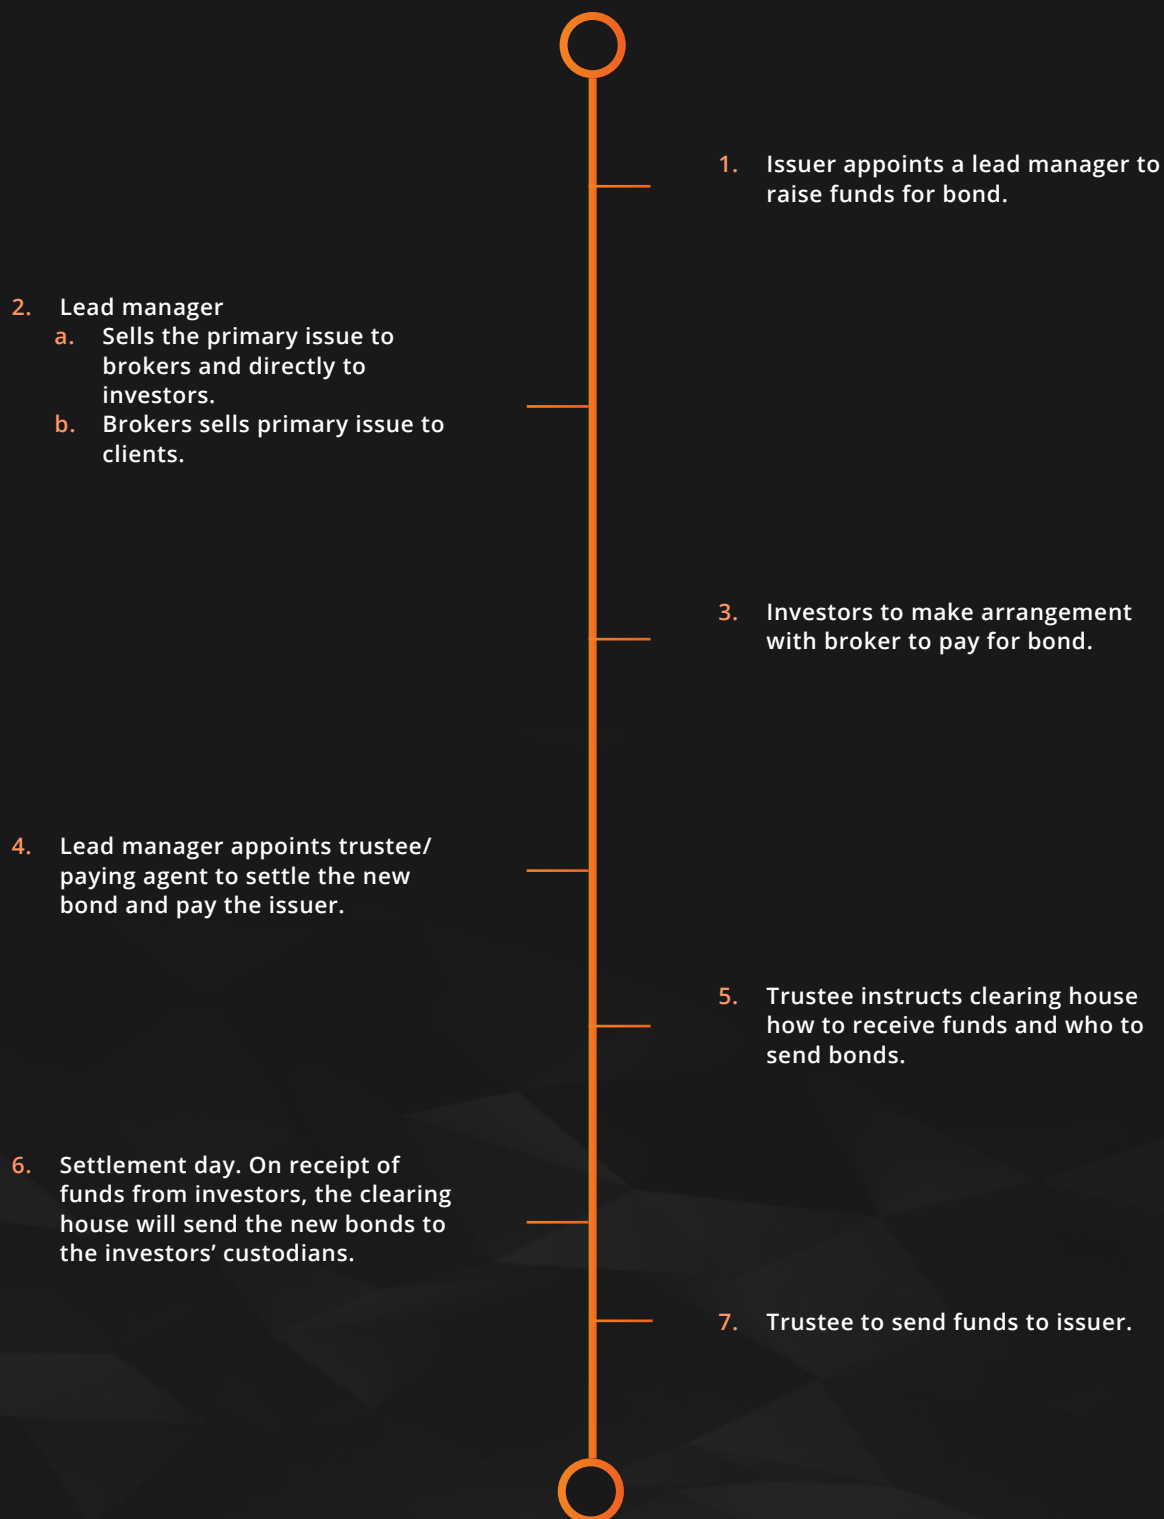 1. Issuer appoints a lead manager to
raise funds for bond.
2. Lead manager
a. Sells the primary issue to
brokers and directly to
investors.
b. Brokers sells primary issue to
clients.
3. Investors to make arrangement
with broker to pay for bond.
4. Lead manager appoints trustee/
paying agent to settle the new
bond and pay the issuer.
5. Trustee instructs clearing house
how to receive funds and who to
send bonds.
6. Settlement day. On receipt of
funds from investors, the clearing
house will send the new bonds to
the investors’ custodians.
7. Trustee to send funds to issuer.